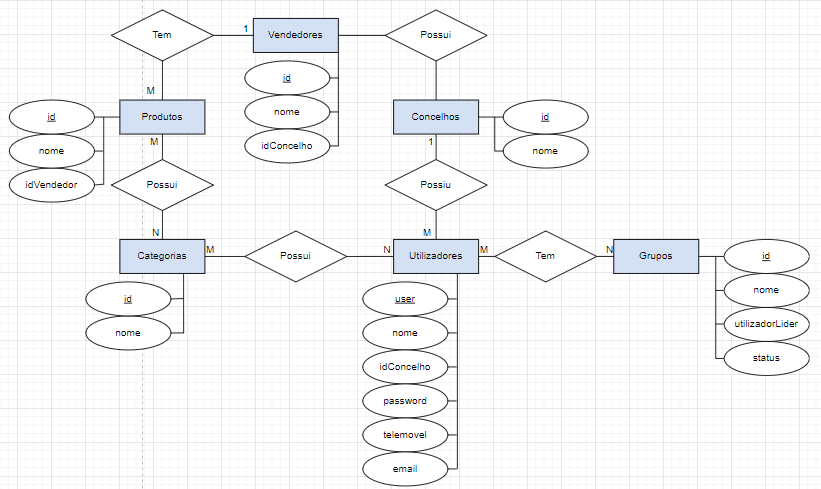 Tem
1
Vendedores
Possui
M
id
nome
idConcelho
Produtos
id
nome
idVendedor
Concelhos
id
nome
M
Possui
N
1
Possiu
M
Categorias
M
Possui
N
Utilizadores
M
Tem
N
Grupos
id
nome
utilizadorLider
status
id
nome
user
nome
idConcelho
password
telemovel
email